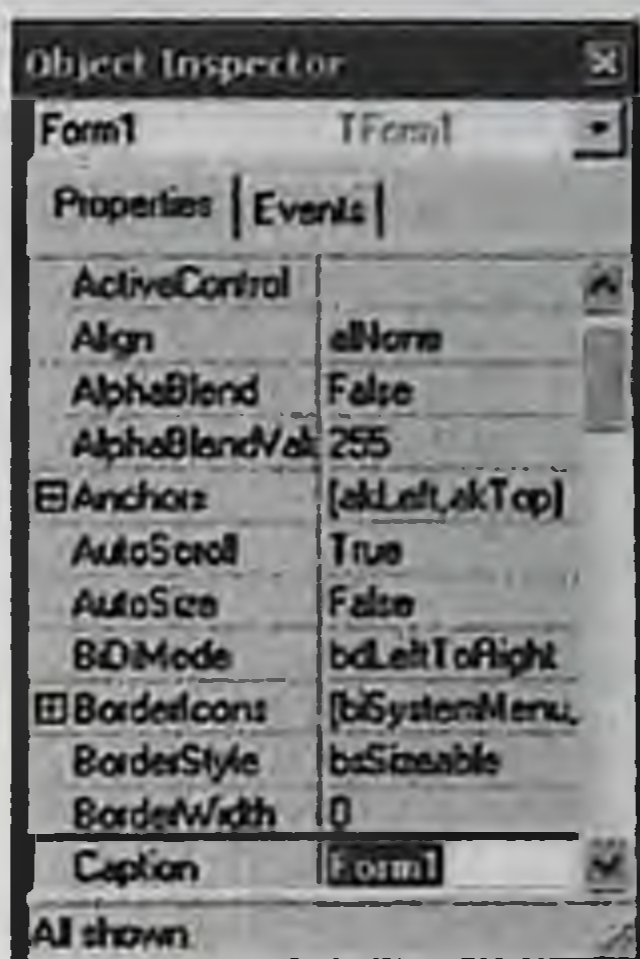 Object Inspector
Form1 TForm1
Properties Events
ActiveControl
Align alNone
AlphaBlend False
AlphaBlendVal 255
Anchors [akLeft,akTop]
AutoScroll True
AutoSize False
BiDiMode bdLeftToRight
BorderIcons [biSystemMenu,
BorderStyle bsSizeable
BorderWidth 0
Caption Form1
All shown